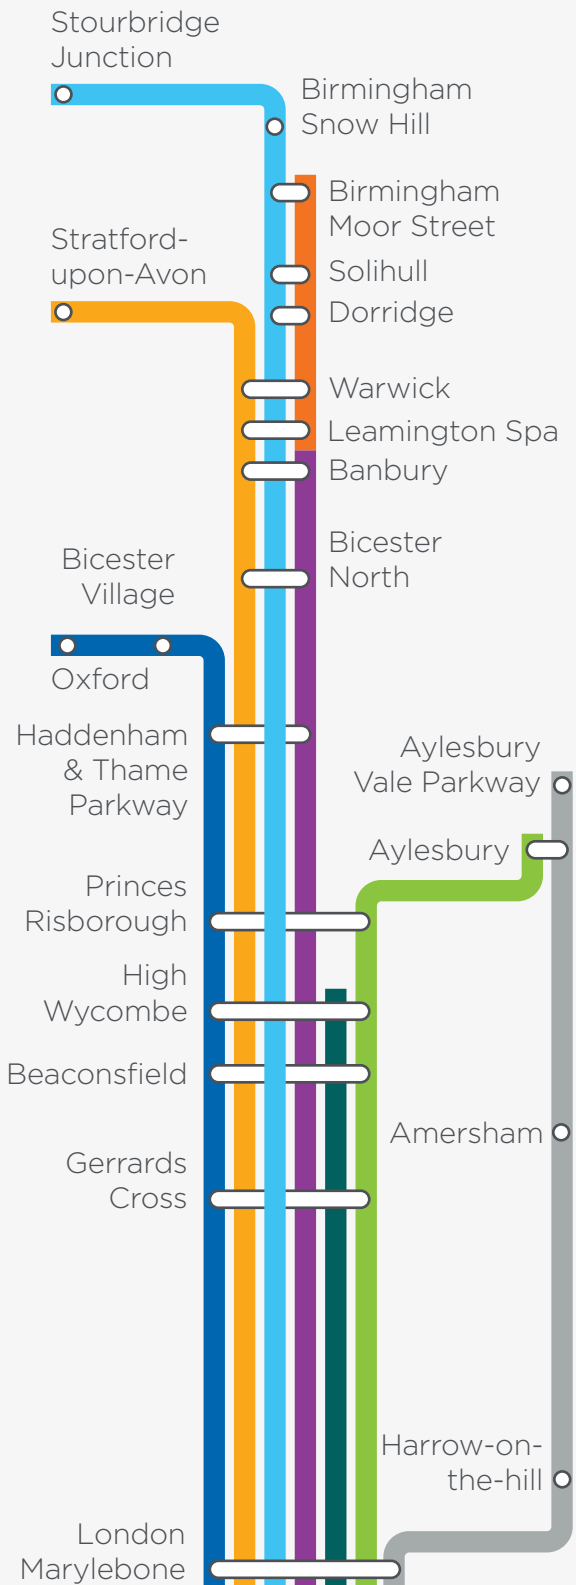 Stourbridge
Junction
Birmingham
Snow Hill
Birmingham
Moor Street
Stratford-
upon-Avon
Solihull
Dorridge
Warwick
Leamington Spa
Banbury
Bicester
North
Bicester
Village
Oxford
Haddenham
& Thame
Parkway
Aylesbury
Vale Parkway
Aylesbury
Princes
Risborough
High
Wycombe
Beaconsfield
Amersham
Gerrards
Cross
Harrow-on-
the-hill
London
Marylebone